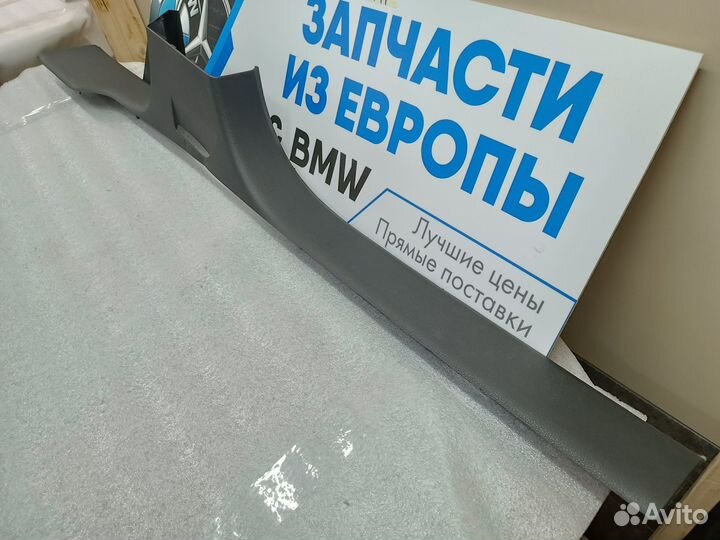 ЗАПЧАСТИ
ИЗ ЕВРОПЫ
BMW
Лучшие цены
Прямые поставки
Avito